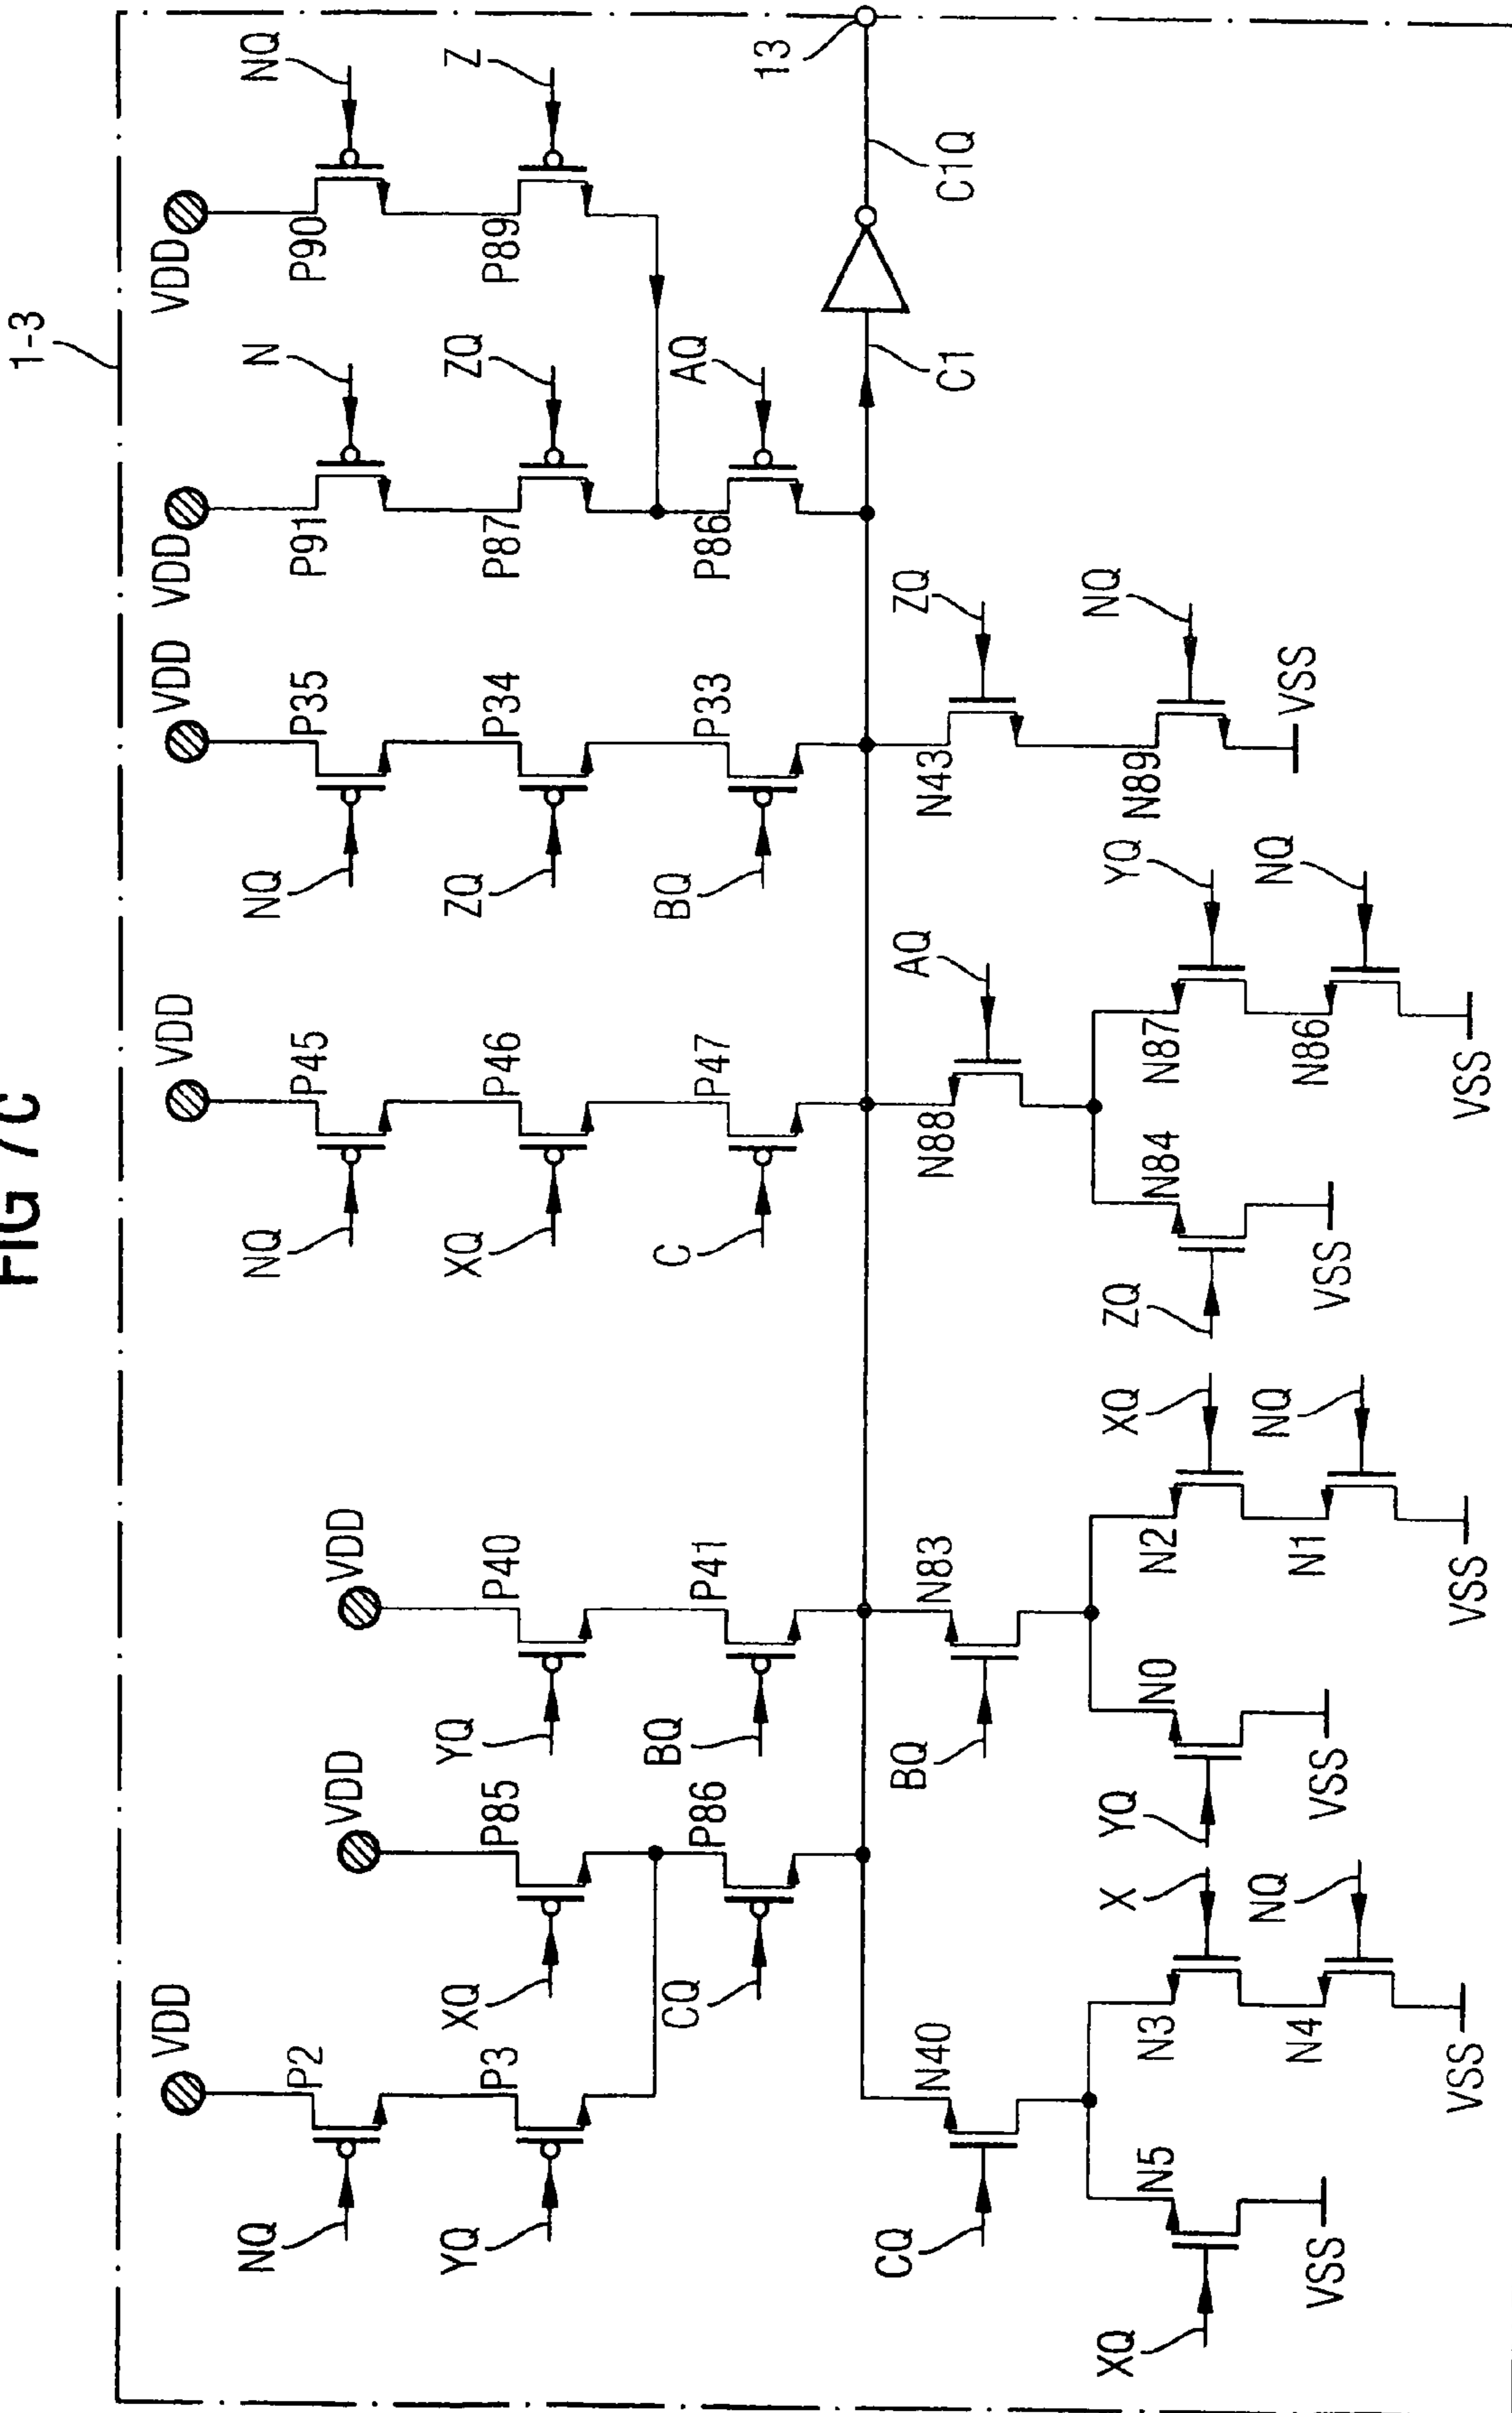 FIG 7C
1-3
VDD VDD VDD VDD VDD
NQ NQ NQ N NQ
P2 P45 P35 P91 P90
VDD VDD
YQ XQ YQ XQ ZQ ZQ Z
P3 P85 P40 P46 P34 P87 P89
CQ BQ C BQ AQ
P86 P41 P47 P33 P86
13
CQ BQ AQ ZQ
N40 N83 N88 N43 C1 C1Q
XQ X YQ XQ ZQ YQ NQ
N5 N3 N0 N2 N84 N87 N89
NQ NQ NQ
N4 N1 N86
VSS VSS VSS VSS
VSS VSS VSS